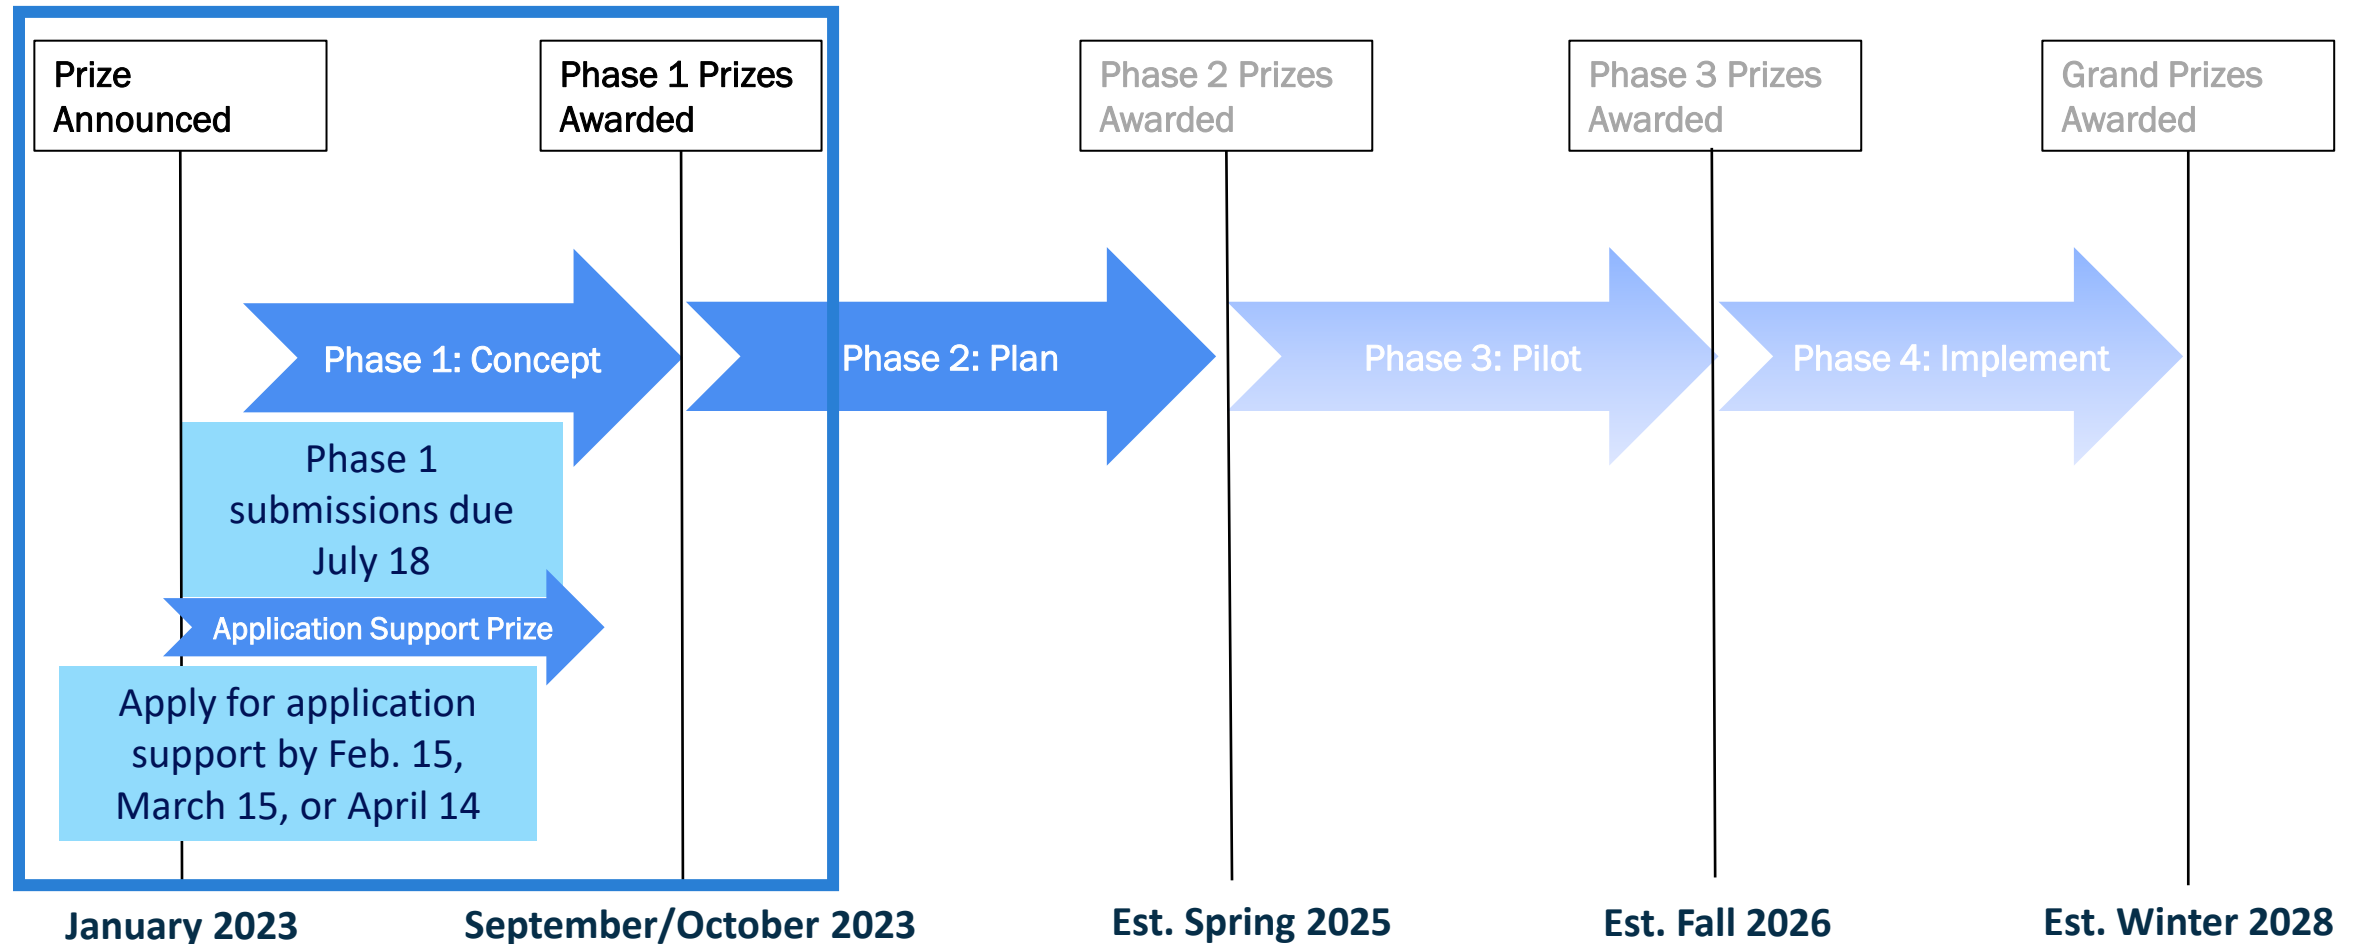 Prize
Announced
Phase 1 Prizes
Awarded
Phase 2 Prizes
Awarded
Phase 3 Prizes
Awarded
Grand Prizes
Awarded
Phase 1: Concept
Phase 2: Plan
Phase 3: Pilot
Phase 4: Implement
Phase 1
submissions due
July 18
Application Support Prize
Apply for application
support by Feb. 15,
March 15, or April 14
January 2023
September/October 2023
Est. Spring 2025
Est. Fall 2026
Est. Winter 2028